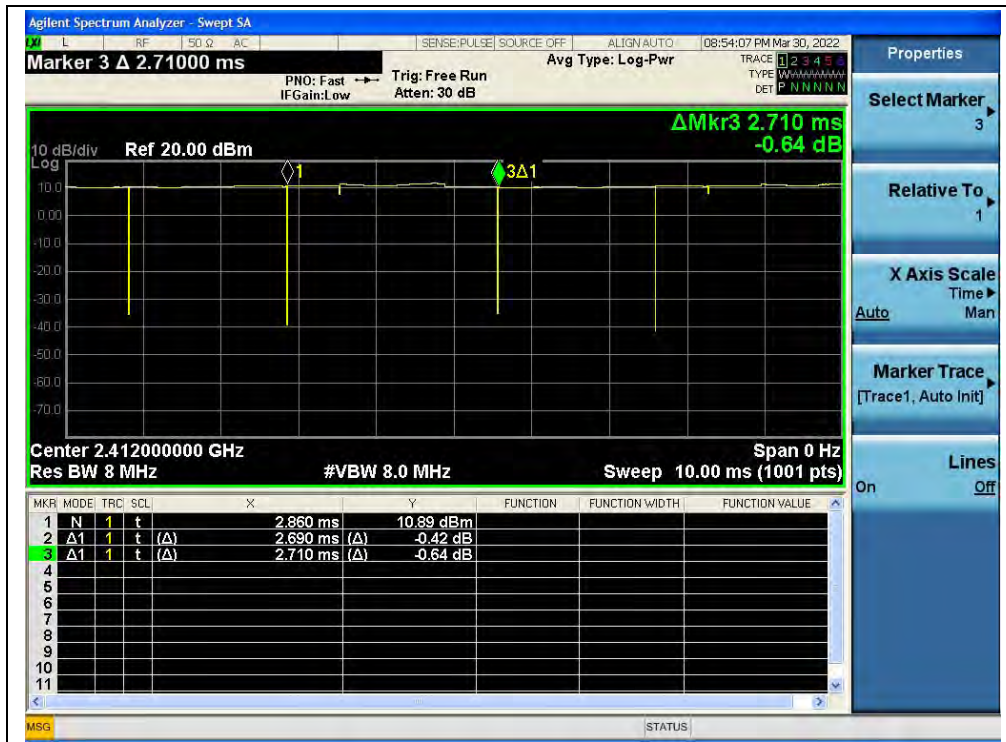 Agilent Spectrum Analyzer - Swept SA
LXI L RF 50 Ω AC SENSE:PULSE SOURCE OFF ALIGN AUTO 08:54:07 PM Mar 30, 2022
Marker 3 Δ 2.71000 ms
PNO: Fast
IFGain:Low
Trig: Free Run
Atten: 30 dB
Avg Type: Log-Pwr
TRACE 1 2 3 4 5 6
TYPE
DET P N N N N N
ΔMkr3 2.710 ms
-0.64 dB
10 dB/div Ref 20.00 dBm
Log
1
3Δ1
10.0
0.00
-10.0
-20.0
-30.0
-40.0
-50.0
-60.0
-70.0
Center 2.412000000 GHz Span 0 Hz
Res BW 8 MHz #VBW 8.0 MHz Sweep 10.00 ms (1001 pts)
MKR MODE TRC SCL X Y FUNCTION FUNCTION WIDTH FUNCTION VALUE
1 N 1 t 2.860 ms 10.89 dBm
2 Δ1 1 t (Δ) 2.690 ms (Δ) -0.42 dB
3 Δ1 1 t (Δ) 2.710 ms (Δ) -0.64 dB
4
5
6
7
8
9
10
11
MSG STATUS
Properties
Select Marker
3
Relative To
1
X Axis Scale
Time
Auto Man
Marker Trace
[Trace1, Auto Init]
Lines
On Off